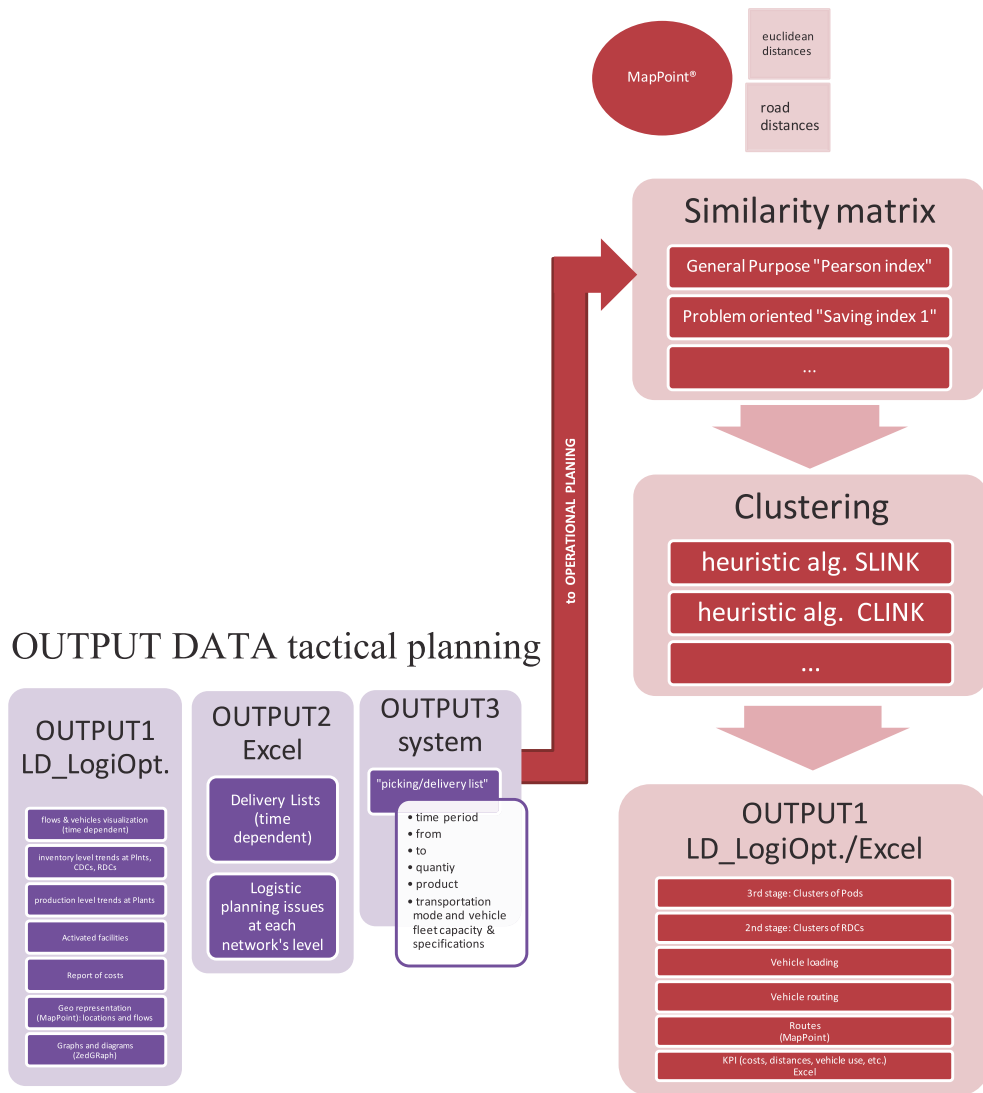 MapPoint®
euclidean
distances
road
distances
Similarity matrix
General Purpose "Pearson index"
Problem oriented "Saving index 1"
...
to OPERATIONAL PLANING
Clustering
heuristic alg. SLINK
heuristic alg. CLINK
...
OUTPUT DATA tactical planning
OUTPUT1
LD_LogiOpt.
flows & vehicles visualization
(time dependent)
inventory level trends at Plnts,
CDCs, RDCs
production level trends at Plants
Activated facilities
Report of costs
Geo representation
(MapPoint): locations and flows
Graphs and diagrams
(ZedGRaph)
OUTPUT2
Excel
Delivery Lists
(time
dependent)
Logistic
planning issues
at each
network's level
OUTPUT3
system
"picking/delivery list"
• time period
• from
• to
• quantiy
• product
• transportation
mode and vehicle
fleet capacity &
specifications
OUTPUT1
LD_LogiOpt./Excel
3rd stage: Clusters of Pods
2nd stage: Clusters of RDCs
Vehicle loading
Vehicle routing
Routes
(MapPoint)
KPI (costs, distances, vehicle use, etc.)
Excel